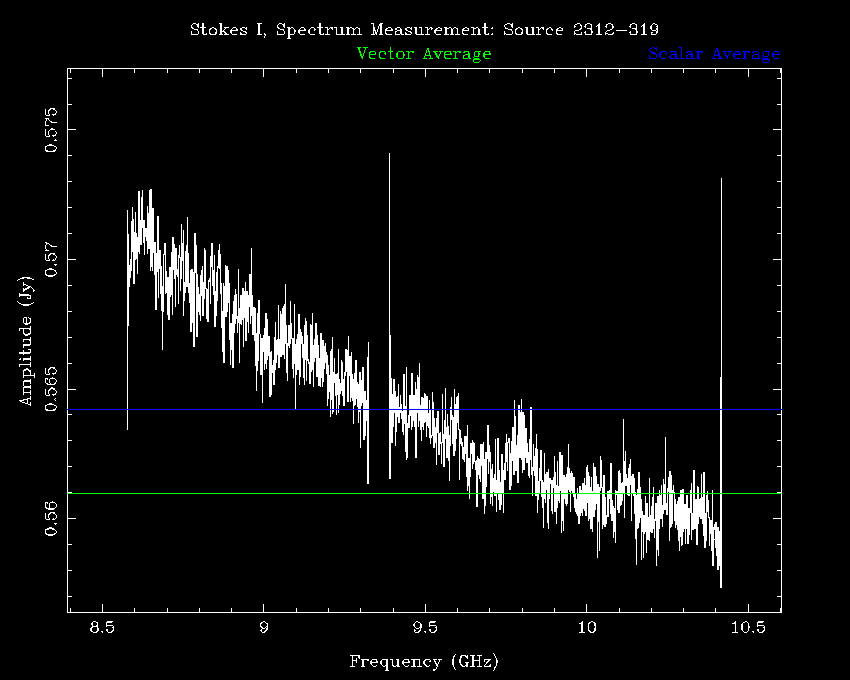 Stokes I, Spectrum Measurement: Source 2312-319
Vector Average
Scalar Average
0.575
0.57
0.565
0.56
Amplitude (Jy)
8.5 9 9.5 10 10.5
Frequency (GHz)